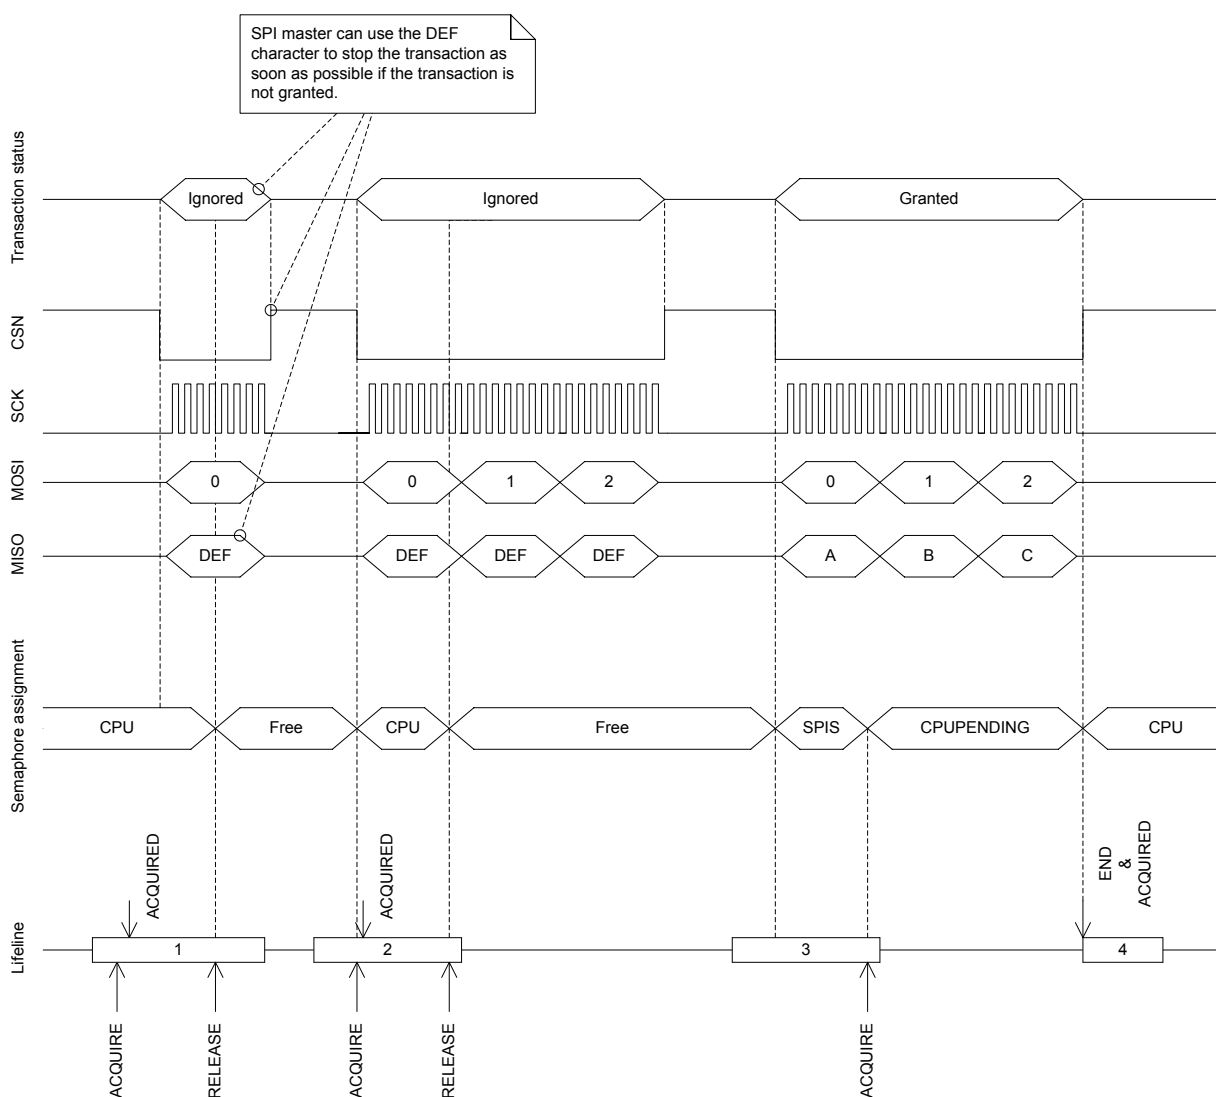 SPI master can use the DEF
character to stop the transaction as
soon as possible if the transaction is
not granted.
Transaction status
Ignored
Ignored
Granted
CSN
SCK
MOSI
0
0
1
2
0
1
2
MISO
DEF
DEF
DEF
DEF
A
B
C
Semaphore assignment
CPU
Free
CPU
Free
SPIS
CPUPENDING
CPU
ACQUIRED
ACQUIRED
END
&
ACQUIRED
Lifeline
1
2
3
4
ACQUIRE
RELEASE
ACQUIRE
RELEASE
ACQUIRE